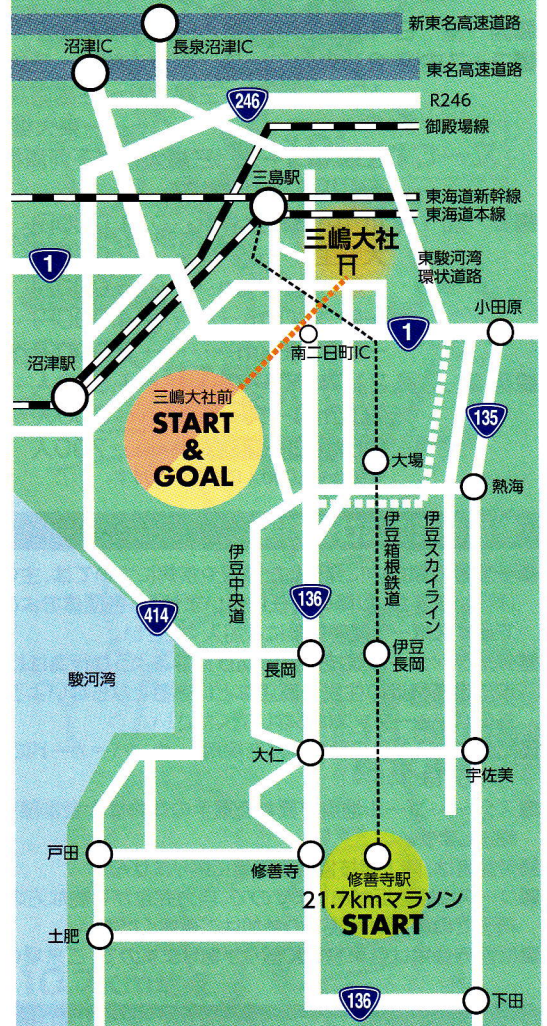 新東名高速道路
長泉沼津IC
沼津IC
東名高速道路
246
R246
御殿場線
三島駅
東海道新幹線
東海道本線
三嶋大社
1
東駿河湾
環状道路
小田原
1
南二日町IC
沼津駅
三嶋大社前
START
&
GOAL
135
大場
熱海
伊豆中央道
伊豆箱根鉄道
伊豆スカイライン
136
414
長岡
伊豆
長岡
駿河湾
大仁
宇佐美
戸田
修善寺
修善寺駅
21.7kmマラソン
START
土肥
136
下田